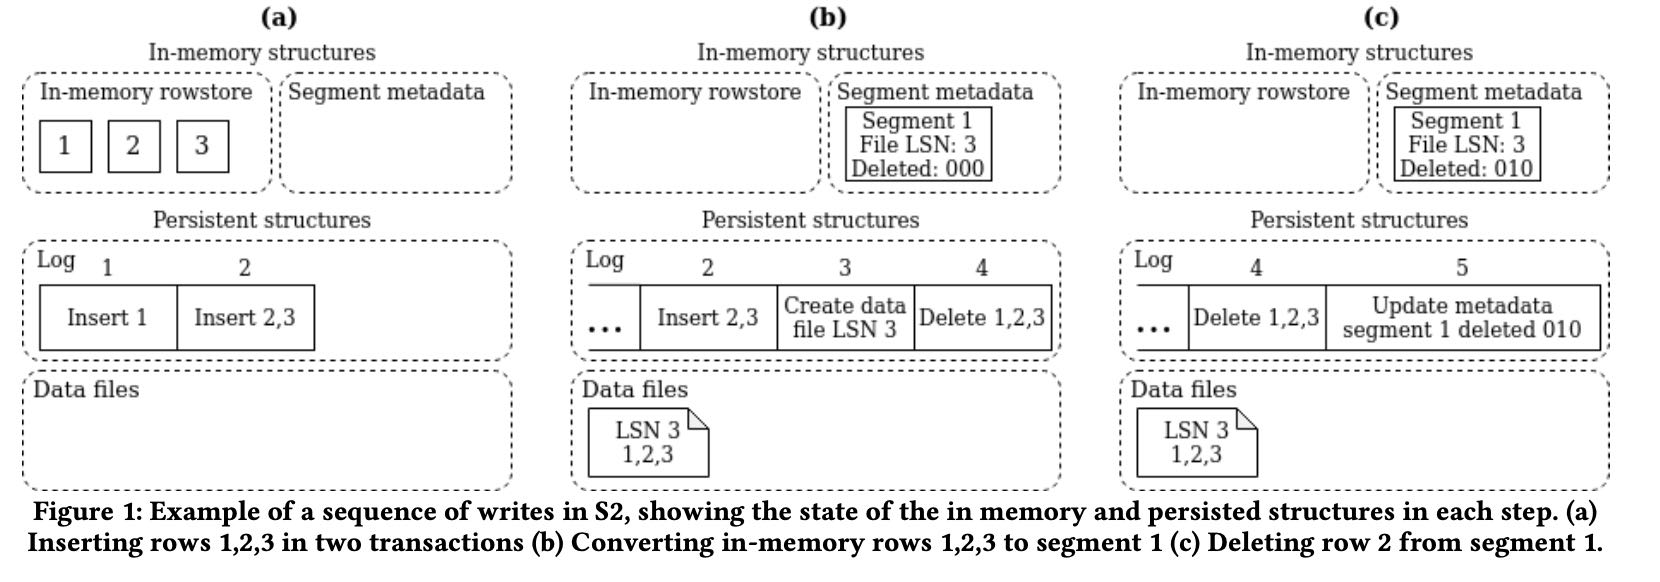 (a)
In-memory structures
In-memory rowstore
1 2 3
Segment metadata
Persistent structures
Log 1 2
Insert 1 Insert 2,3
Data files
(b)
In-memory structures
In-memory rowstore
Segment metadata
Segment 1
File LSN: 3
Deleted: 000
Persistent structures
Log 2 3 4
... Insert 2,3 Create data file LSN 3 Delete 1,2,3
Data files
LSN 3
1,2,3
(c)
In-memory structures
In-memory rowstore
Segment metadata
Segment 1
File LSN: 3
Deleted: 010
Persistent structures
Log 4 5
... Delete 1,2,3 Update metadata segment 1 deleted 010
Data files
LSN 3
1,2,3
Figure 1: Example of a sequence of writes in S2, showing the state of the in memory and persisted structures in each step. (a)
Inserting rows 1,2,3 in two transactions (b) Converting in-memory rows 1,2,3 to segment 1 (c) Deleting row 2 from segment 1.